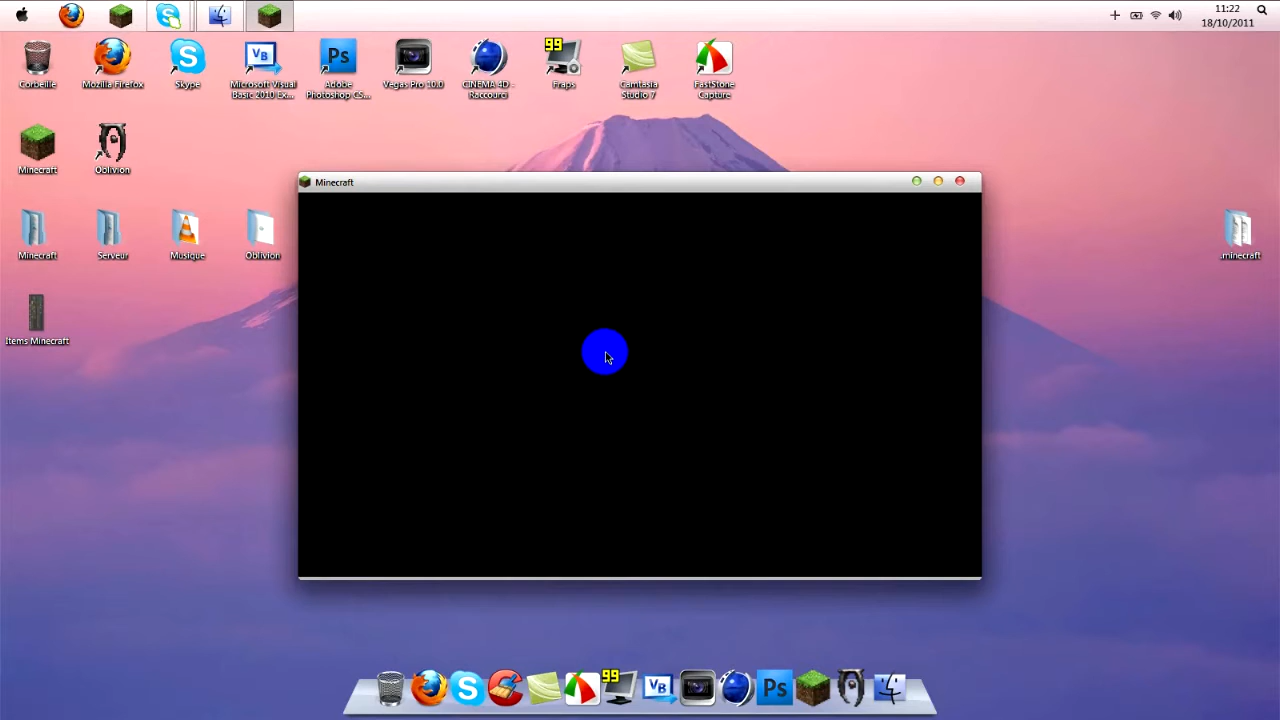 11:22
18/10/2011
Corbeille
Mozilla Firefox
Skype
Microsoft Visual
Basic 2010 Ex...
Adobe
Photoshop CS...
Vegas Pro 10.0
CINEMA 4D -
Raccourci
99
Fraps
Camtasia
Studio 7
FastStone
Capture
VB
Ps
Minecraft
Oblivion
Minecraft
Minecraft
Serveur
Musique
Oblivion
.minecraft
Items Minecraft
99
VB
Ps